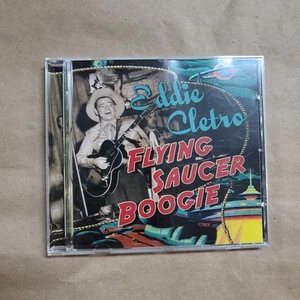 Eddie
Cletro
FLYING
SAUCER
BOOGIE